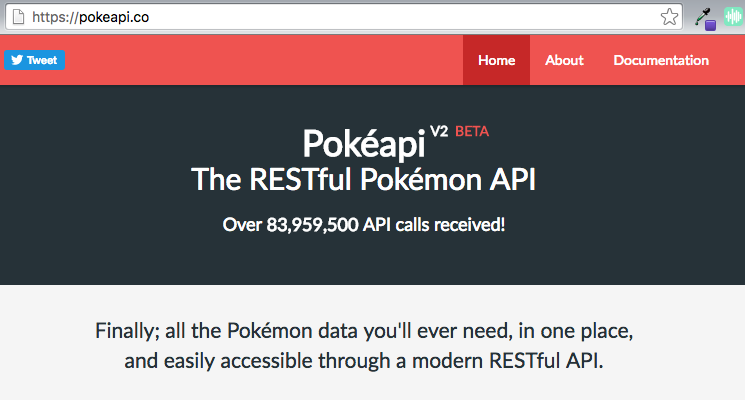 https://pokeapi.co
Tweet
Home About Documentation
Pokéapi V2 BETA
The RESTful Pokémon API
Over 83,959,500 API calls received!
Finally; all the Pokémon data you'll ever need, in one place,
and easily accessible through a modern RESTful API.